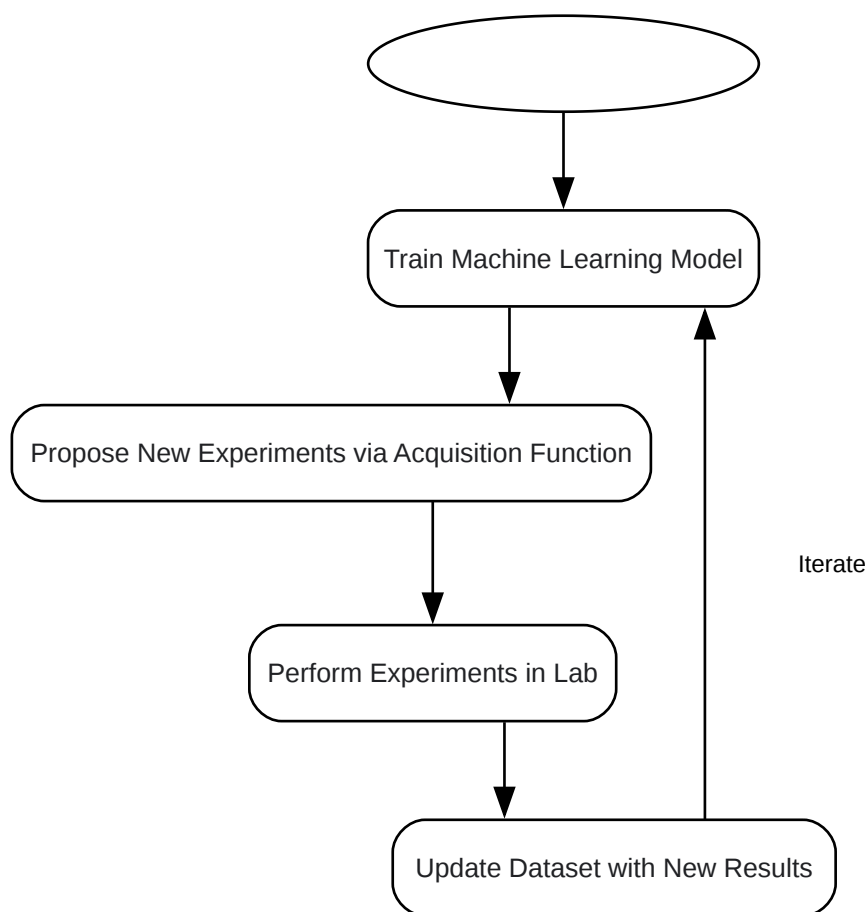 Train Machine Learning Model
Propose New Experiments via Acquisition Function
Iterate
Perform Experiments in Lab
Update Dataset with New Results